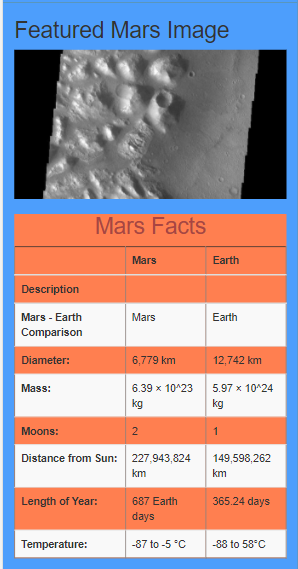 Featured Mars Image
Mars Facts
Mars Earth
Description
Mars - Earth Mars Earth
Comparison
Diameter: 6,779 km 12,742 km
Mass: 6.39 × 10^23 5.97 × 10^24
kg kg
Moons: 2 1
Distance from Sun: 227,943,824 149,598,262
km km
Length of Year: 687 Earth 365.24 days
days
Temperature: -87 to -5 °C -88 to 58°C